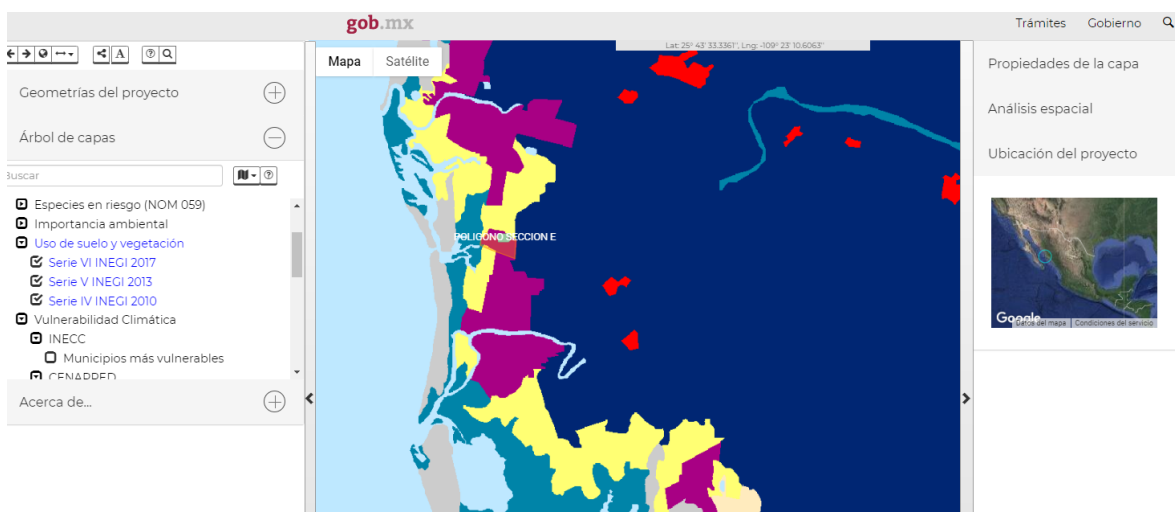 gob.mx
Trámites Gobierno
Geometrías del proyecto
Árbol de capas
Buscar
Especies en riesgo (NOM 059)
Importancia ambiental
Uso de suelo y vegetación
Serie VI INEGI 2017
Serie V INEGI 2013
Serie IV INEGI 2010
Vulnerabilidad Climática
INECC
Municipios más vulnerables
CENAPRED
Acerca de...
Mapa Satélite
Lat: 25° 43' 33.3361", Lng: -109° 23' 10.6063"
POLIGONO SECCION E
Propiedades de la capa
Análisis espacial
Ubicación del proyecto
Google
Datos del mapa Condiciones del servicio